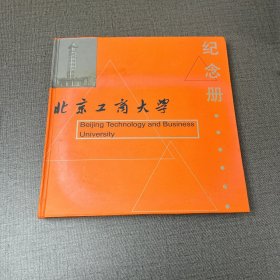 纪念册
北京工商大学
Beijing Technology and Business
University